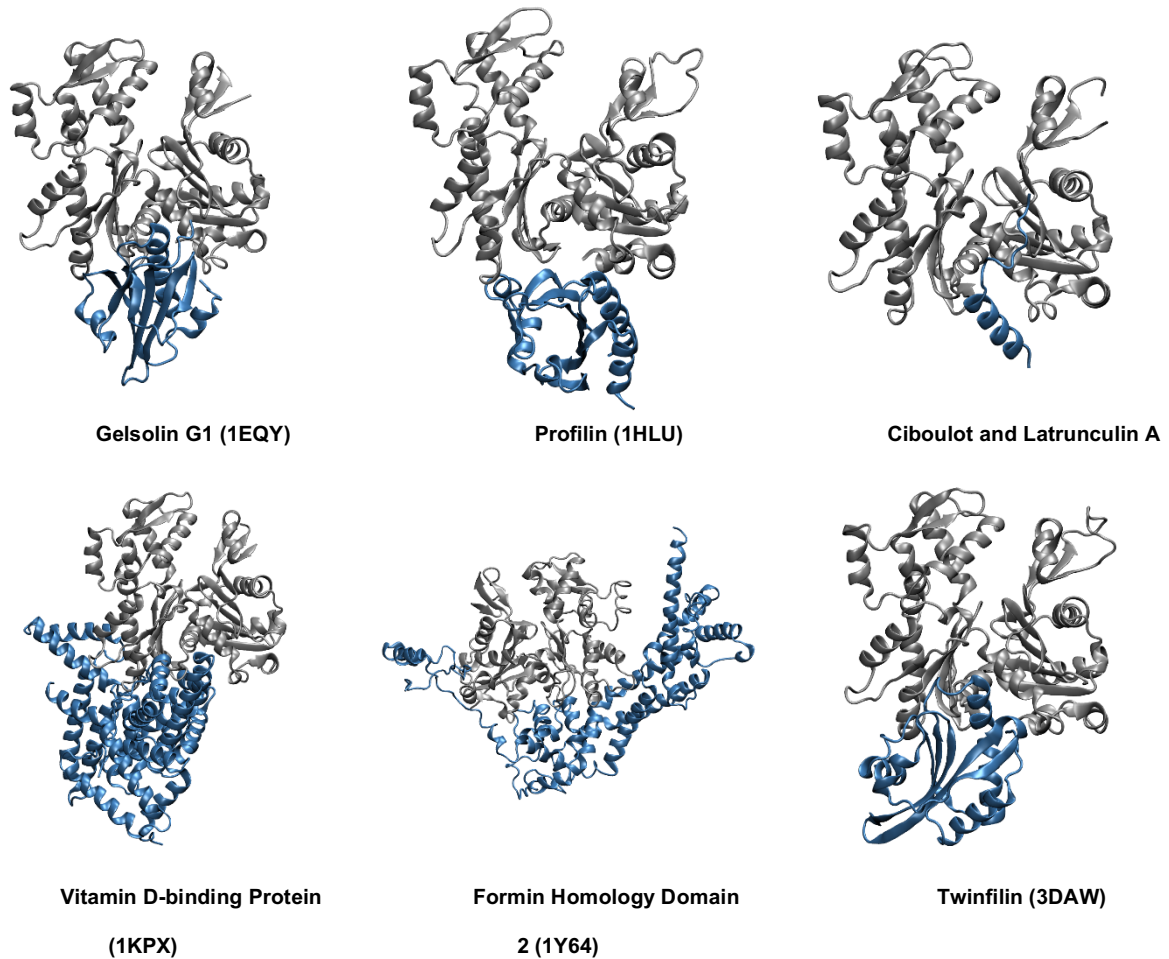 Gelsolin G1 (1EQY)
Profilin (1HLU)
Ciboulot and Latrunculin A
Vitamin D-binding Protein
(1KPX)
Formin Homology Domain
2 (1Y64)
Twinfilin (3DAW)